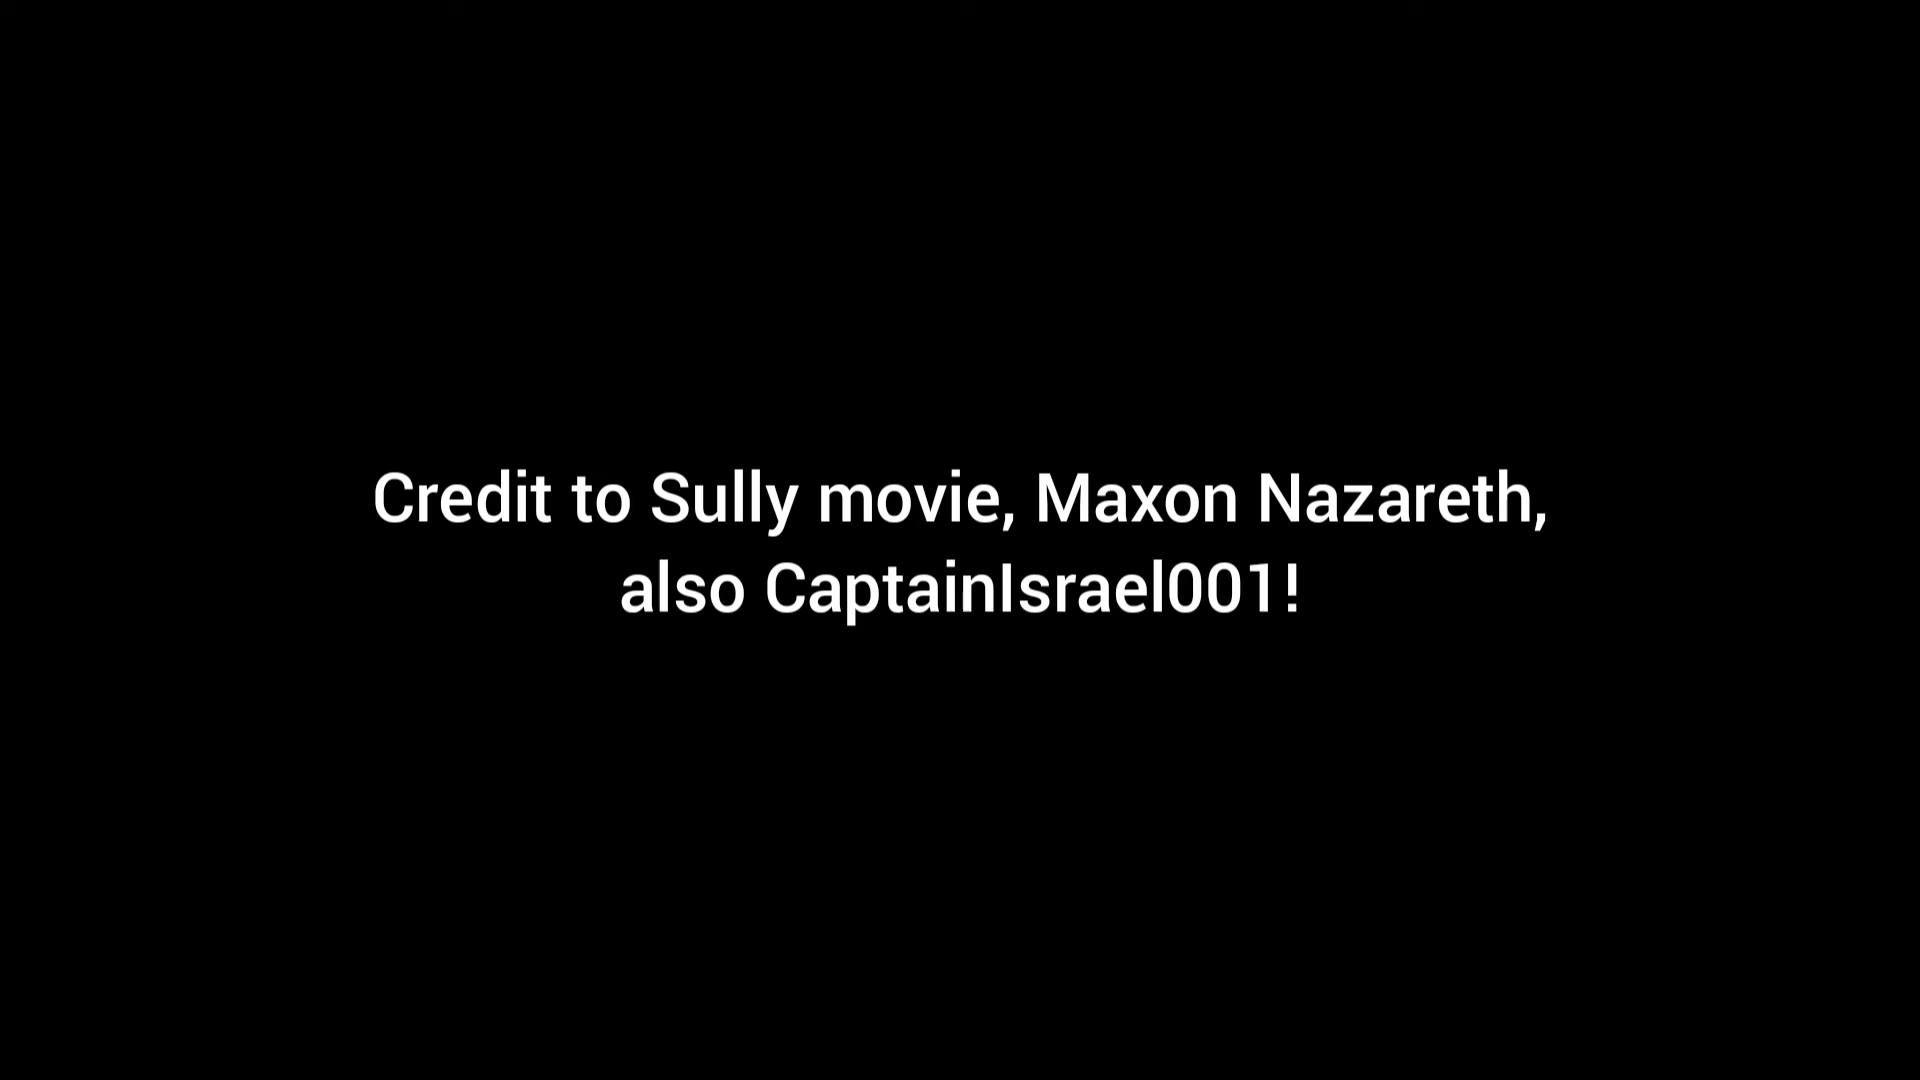 Credit to Sully movie, Maxon Nazareth,
also CaptainIsrael001!